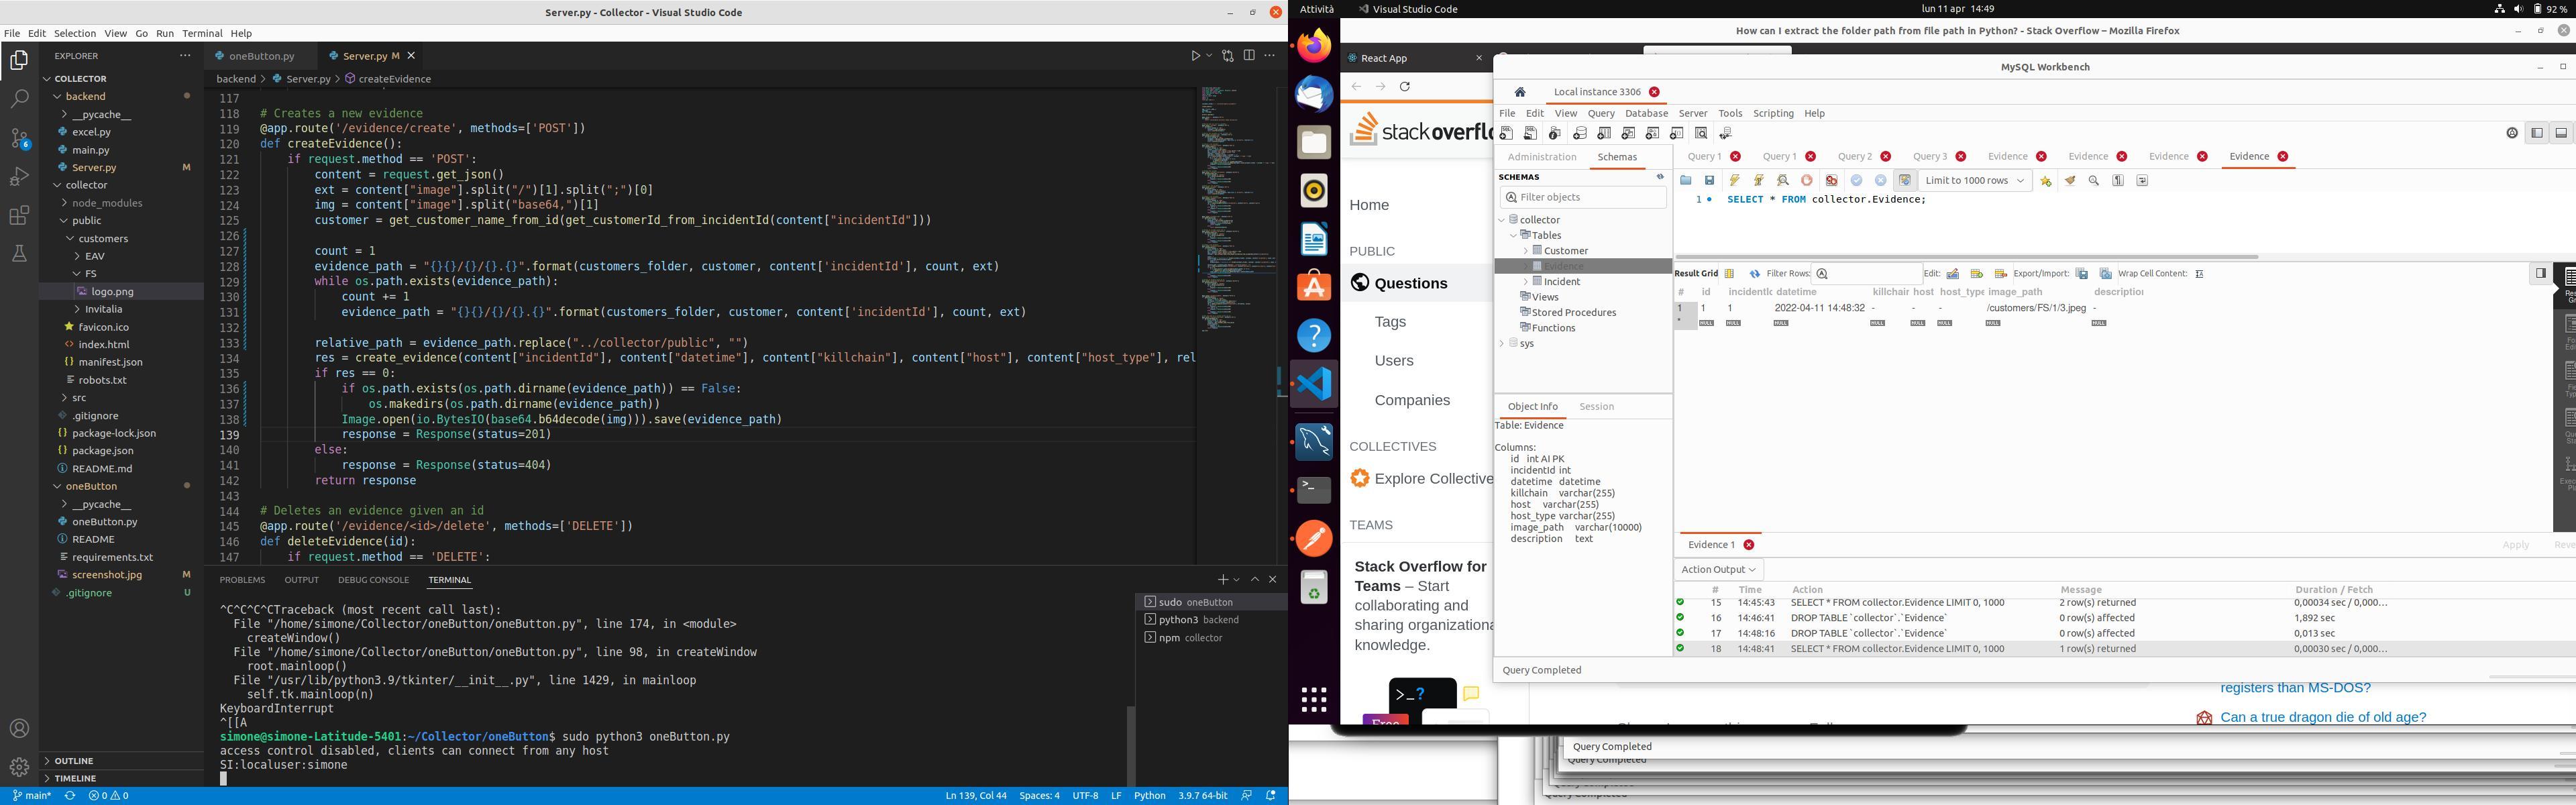 Server.py - Collector - Visual Studio Code
File Edit Selection View Go Run Terminal Help
EXPLORER
COLLECTOR
backend
__pycache__
excel.py
main.py
Server.py M
collector
node_modules
public
customers
EAV
FS
logo.png
Invitalia
favicon.ico
index.html
manifest.json
robots.txt
src
.gitignore
package-lock.json
package.json
README.md
oneButton
__pycache__
oneButton.py
README
requirements.txt
screenshot.jpg M
.gitignore U
OUTLINE
TIMELINE
oneButton.py
Server.py M
backend > Server.py > createEvidence
117
118 # Creates a new evidence
119 @app.route('/evidence/create', methods=['POST'])
120 def createEvidence():
121 if request.method == 'POST':
122 content = request.get_json()
123 ext = content["image"].split("/")[1].split(";")[0]
124 img = content["image"].split("base64,")[1]
125 customer = get_customer_name_from_id(get_customerId_from_incidentId(content["incidentId"]))
126
127 count = 1
128 evidence_path = "{}{}/{}/{}.{}".format(customers_folder, customer, content['incidentId'], count, ext)
129 while os.path.exists(evidence_path):
130 count += 1
131 evidence_path = "{}{}/{}/{}.{}".format(customers_folder, customer, content['incidentId'], count, ext)
132
133 relative_path = evidence_path.replace("../collector/public", "")
134 res = create_evidence(content["incidentId"], content["datetime"], content["killchain"], content["host"], content["host_type"], rel
135 if res == 0:
136 if os.path.exists(os.path.dirname(evidence_path)) == False:
137 os.makedirs(os.path.dirname(evidence_path))
138 Image.open(io.BytesIO(base64.b64decode(img))).save(evidence_path)
139 response = Response(status=201)
140 else:
141 response = Response(status=404)
142 return response
143
144 # Deletes an evidence given an id
145 @app.route('/evidence/<id>/delete', methods=['DELETE'])
146 def deleteEvidence(id):
147 if request.method == 'DELETE':
PROBLEMS OUTPUT DEBUG CONSOLE TERMINAL
^C^C^C^CTraceback (most recent call last):
File "/home/simone/Collector/oneButton/oneButton.py", line 174, in <module>
createWindow()
File "/home/simone/Collector/oneButton/oneButton.py", line 98, in createWindow
root.mainloop()
File "/usr/lib/python3.9/tkinter/__init__.py", line 1429, in mainloop
self.tk.mainloop(n)
KeyboardInterrupt
^[[A
simone@simone-Latitude-5401:~/Collector/oneButton$ sudo python3 oneButton.py
access control disabled, clients can connect from any host
SI:localuser:simone
sudo oneButton
python3 backend
npm collector
6
main* 0 0 Ln 139, Col 44 Spaces: 4 UTF-8 LF Python 3.9.7 64-bit
Attività Visual Studio Code lun 11 apr 14:49 92 %
How can I extract the folder path from file path in Python? - Stack Overflow – Mozilla Firefox
React App
stackoverfl
Home
PUBLIC
Questions
Tags
Users
Companies
COLLECTIVES
Explore Collective
TEAMS
Stack Overflow for
Teams – Start
collaborating and
sharing organizationa
knowledge.
>_?
Free
MySQL Workbench
Local instance 3306
File Edit View Query Database Server Tools Scripting Help
Administration Schemas
SCHEMAS
Filter objects
collector
Tables
Customer
Evidence
Incident
Views
Stored Procedures
Functions
sys
Object Info Session
Table: Evidence
Columns:
id int AI PK
incidentId int
datetime datetime
killchain varchar(255)
host varchar(255)
host_type varchar(255)
image_path varchar(10000)
description text
Query 1 Query 1 Query 2 Query 3 Evidence Evidence Evidence Evidence
Limit to 1000 rows
1 SELECT * FROM collector.Evidence;
Result Grid Filter Rows: Edit: Export/Import: Wrap Cell Content:
# id incidentIc datetime killchair host host_type image_path description
1 1 1 2022-04-11 14:48:32 - - - /customers/FS/1/3.jpeg -
* NULL NULL NULL NULL NULL NULL NULL NULL
Evidence 1 Apply Reve
Action Output
# Time Action Message Duration / Fetch
15 14:45:43 SELECT * FROM collector.Evidence LIMIT 0, 1000 2 row(s) returned 0,00034 sec / 0,000...
16 14:46:41 DROP TABLE `collector`.`Evidence` 0 row(s) affected 1,892 sec
17 14:48:16 DROP TABLE `collector`.`Evidence` 0 row(s) affected 0,013 sec
18 14:48:41 SELECT * FROM collector.Evidence LIMIT 0, 1000 1 row(s) returned 0,00030 sec / 0,000...
Query Completed
registers than MS-DOS?
Can a true dragon die of old age?
Query Completed
Query Completed